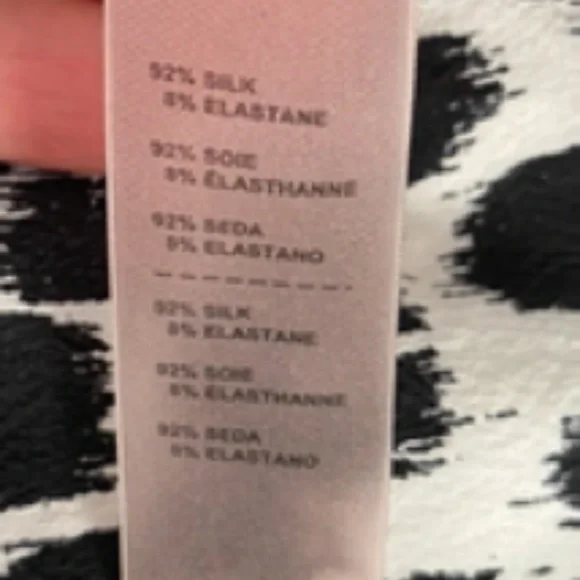 92% SILK
8% ELASTANE
92% SOIE
8% ÉLASTHANNE
92% SEDA
8% ELASTANO
92% SILK
8% ELASTANE
92% SOIE
8% ÉLASTHANNE
92% SEDA
8% ELASTANO